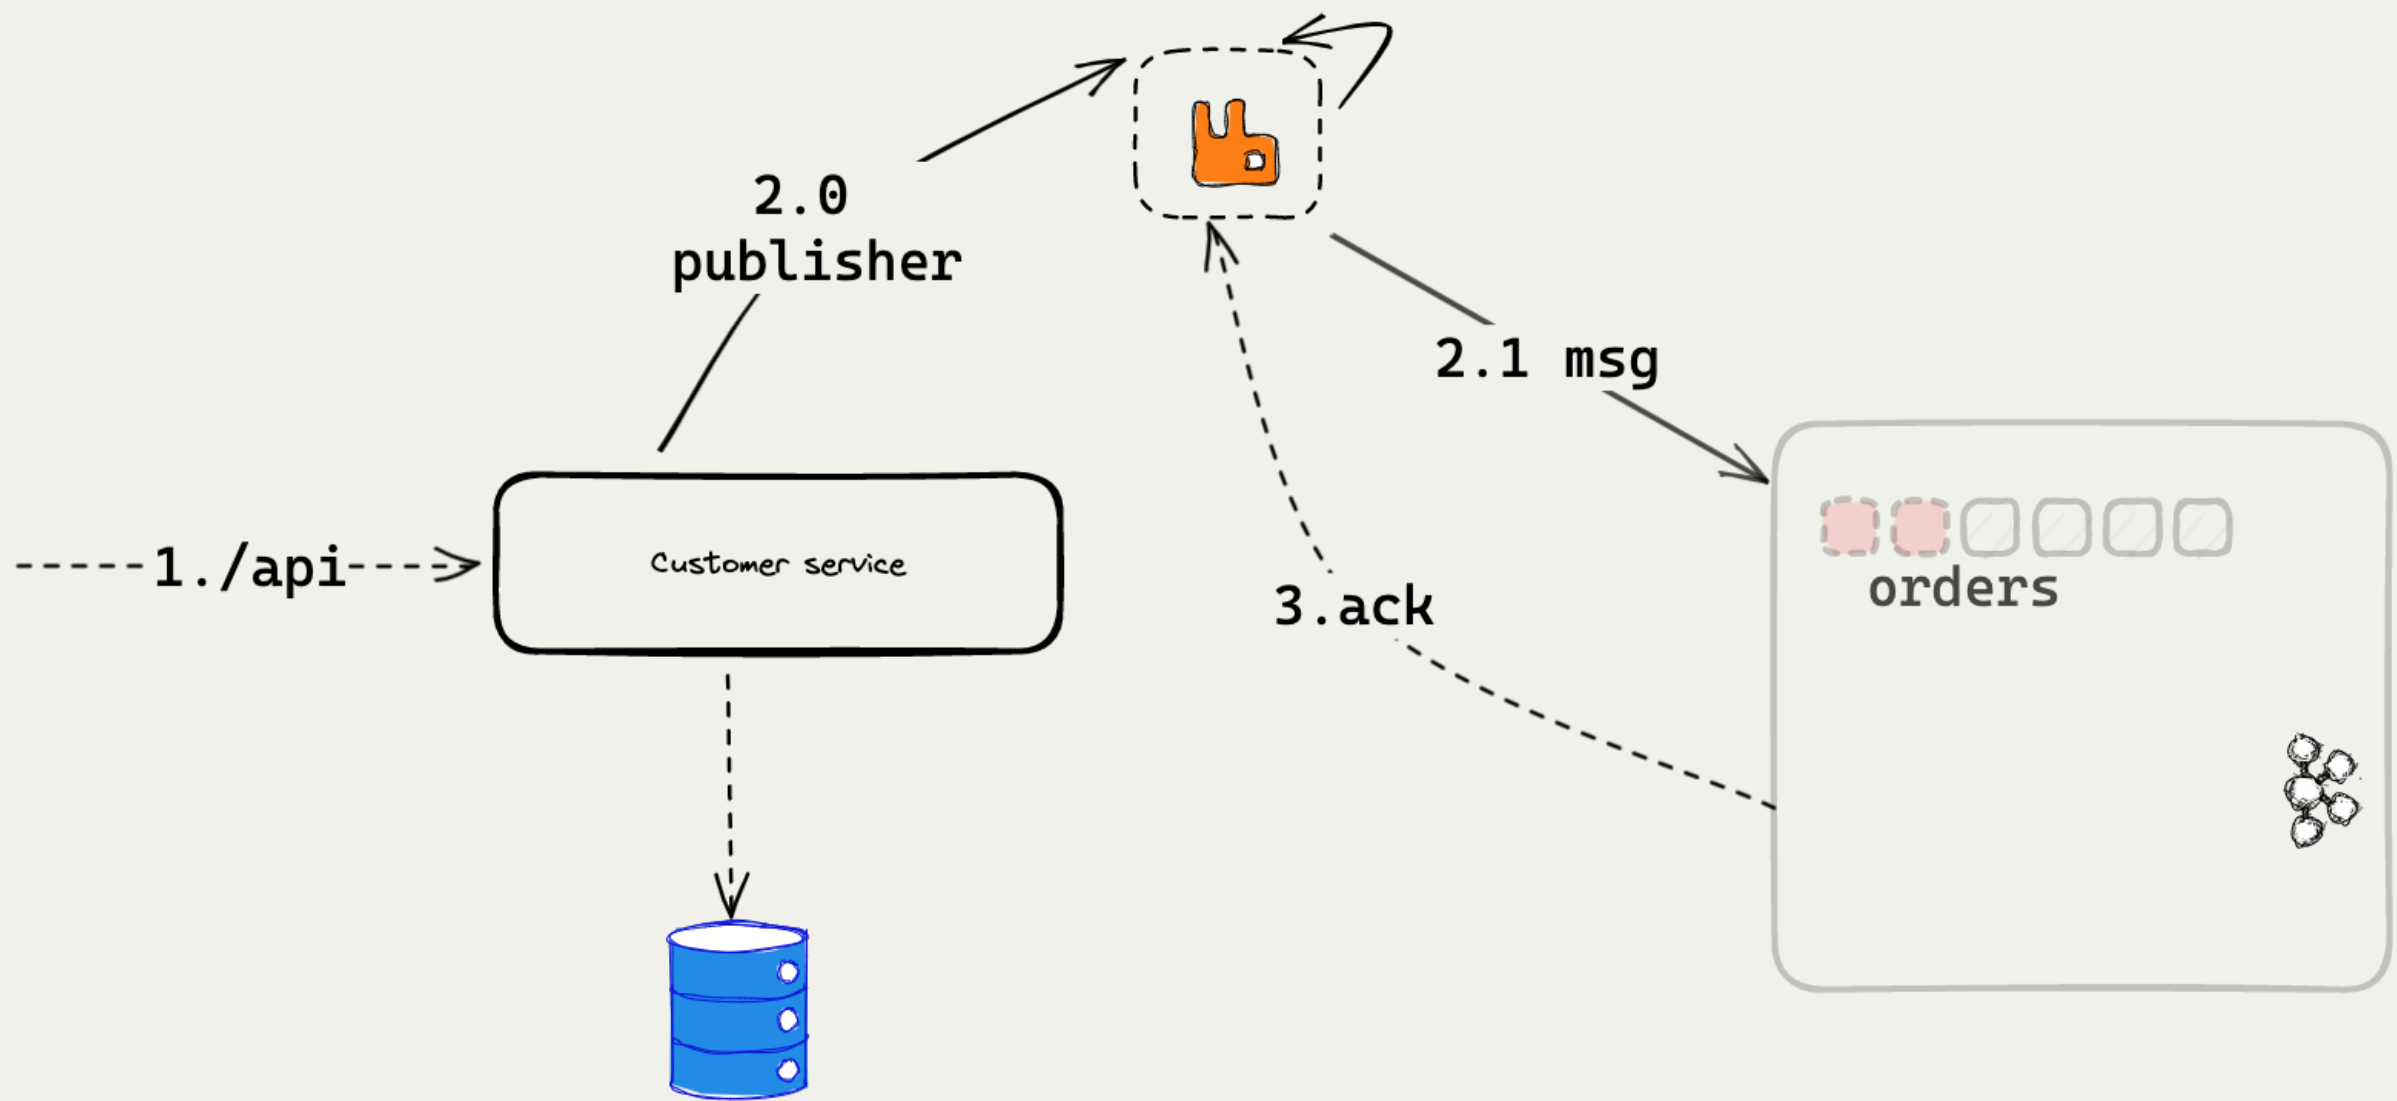 2.0
publisher
2.1 msg
1./api
Customer service
orders
3.ack